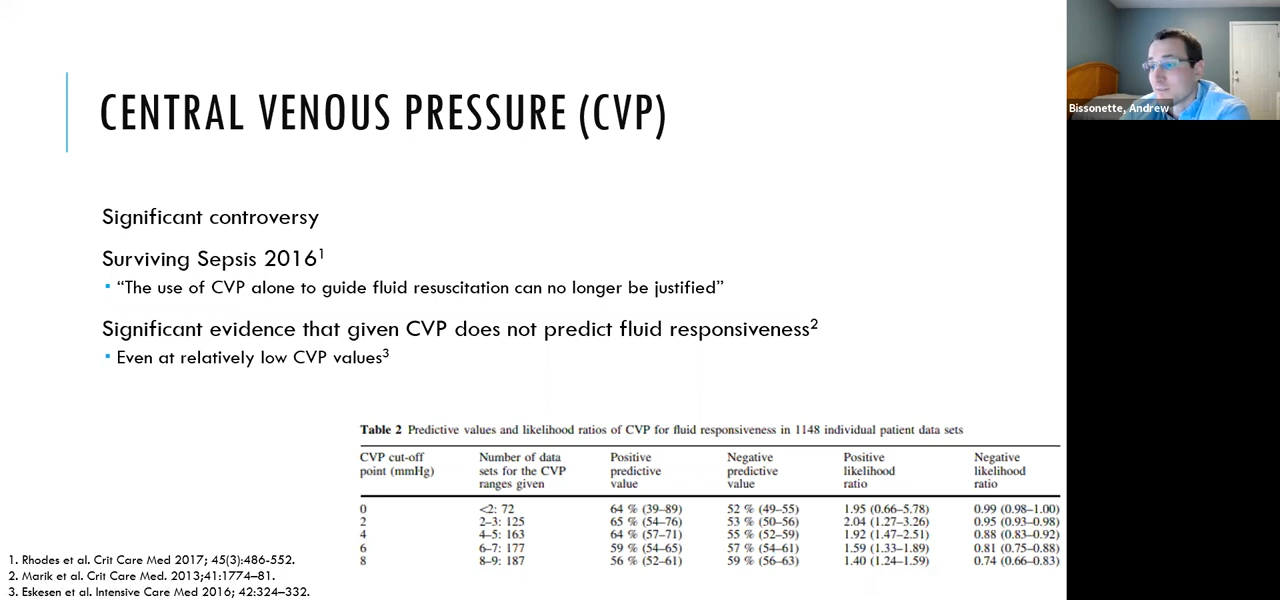 CENTRAL VENOUS PRESSURE (CVP)
Bissonette, Andrew
Significant controversy
Surviving Sepsis 2016¹
▪ “The use of CVP alone to guide fluid resuscitation can no longer be justified”
Significant evidence that given CVP does not predict fluid responsiveness²
▪ Even at relatively low CVP values³
Table 2 Predictive values and likelihood ratios of CVP for fluid responsiveness in 1148 individual patient data sets
CVP cut-off Number of data Positive Negative Positive Negative
point (mmHg) sets for the CVP predictive predictive likelihood likelihood
ranges given value value ratio ratio
0 <2: 72 64 % (39–89) 52 % (49–55) 1.95 (0.66–5.78) 0.99 (0.98–1.00)
2 2–3: 125 65 % (54–76) 53 % (50–56) 2.04 (1.27–3.26) 0.95 (0.93–0.98)
4 4–5: 163 64 % (57–71) 55 % (52–59) 1.92 (1.47–2.51) 0.88 (0.83–0.92)
6 6–7: 177 59 % (54–65) 57 % (54–61) 1.59 (1.33–1.89) 0.81 (0.75–0.88)
8 8–9: 187 56 % (52–61) 59 % (56–63) 1.40 (1.24–1.59) 0.74 (0.66–0.83)
1. Rhodes et al. Crit Care Med 2017; 45(3):486-552.
2. Marik et al. Crit Care Med. 2013;41:1774–81.
3. Eskesen et al. Intensive Care Med 2016; 42:324–332.